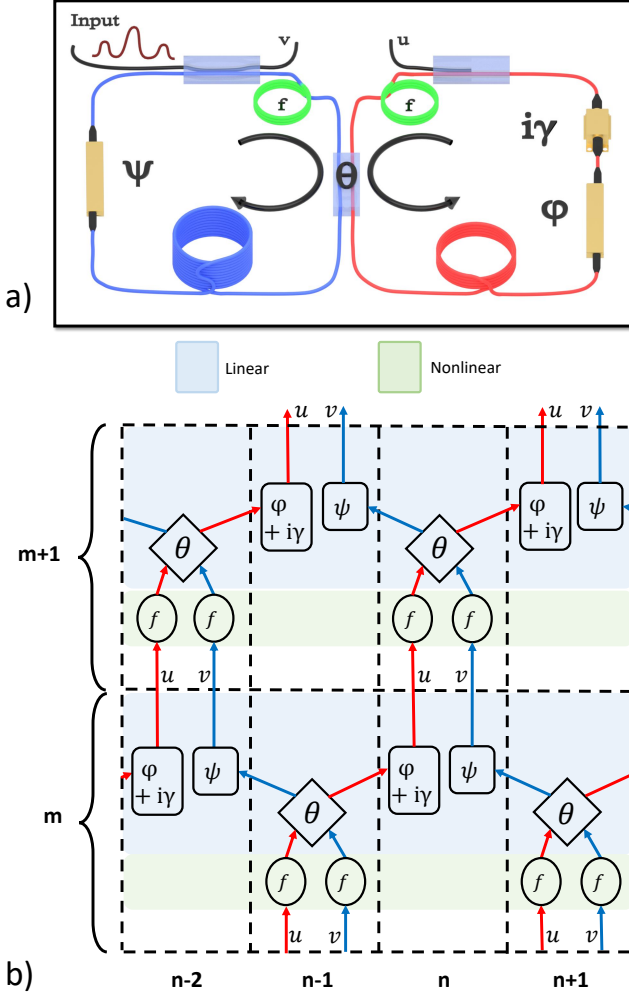 Input
v
u
f
f
iγ
ψ
θ
φ
a)
Linear
Nonlinear
u
v
u
v
φ
+ iγ
ψ
φ
+ iγ
ψ
θ
θ
m+1
f
f
f
f
u
v
u
v
φ
+ iγ
ψ
φ
+ iγ
ψ
m
θ
θ
f
f
f
f
u
v
u
v
b)
n-2
n-1
n
n+1